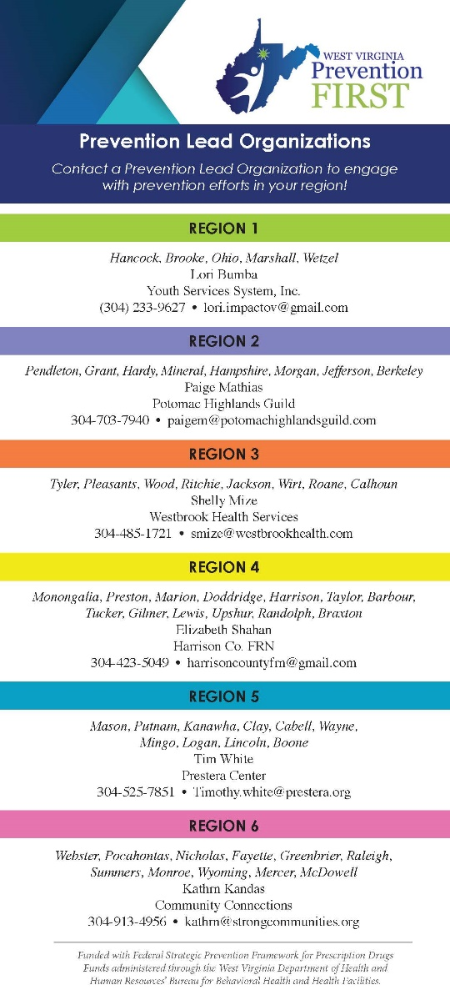 WEST VIRGINIA
Prevention
FIRST
Prevention Lead Organizations
Contact a Prevention Lead Organization to engage
with prevention efforts in your region!
REGION 1
Hancock, Brooke, Ohio, Marshall, Wetzel
Lori Bumba
Youth Services System, Inc.
(304) 233-9627 • lori.impactov@gmail.com
REGION 2
Pendleton, Grant, Hardy, Mineral, Hampshire, Morgan, Jefferson, Berkeley
Paige Mathias
Potomac Highlands Guild
304-703-7940 • paigem@potomachighlandsguild.com
REGION 3
Tyler, Pleasants, Wood, Ritchie, Jackson, Wirt, Roane, Calhoun
Shelly Mize
Westbrook Health Services
304-485-1721 • smize@westbrookhealth.com
REGION 4
Monongalia, Preston, Marion, Doddridge, Harrison, Taylor, Barbour,
Tucker, Gilmer, Lewis, Upshur, Randolph, Braxton
Elizabeth Shahan
Harrison Co. FRN
304-423-5049 • harrisoncountyfrn@gmail.com
REGION 5
Mason, Putnam, Kanawha, Clay, Cabell, Wayne,
Mingo, Logan, Lincoln, Boone
Tim White
Prestera Center
304-525-7851 • Timothy.white@prestera.org
REGION 6
Webster, Pocahontas, Nicholas, Fayette, Greenbrier, Raleigh,
Summers, Monroe, Wyoming, Mercer, McDowell
Kathrn Kandas
Community Connections
304-913-4956 • kathrn@strongcommunities.org
Funded with Federal Strategic Prevention Framework for Prescription Drugs
Funds administered through the West Virginia Department of Health and
Human Resources' Bureau for Behavioral Health and Health Facilities.